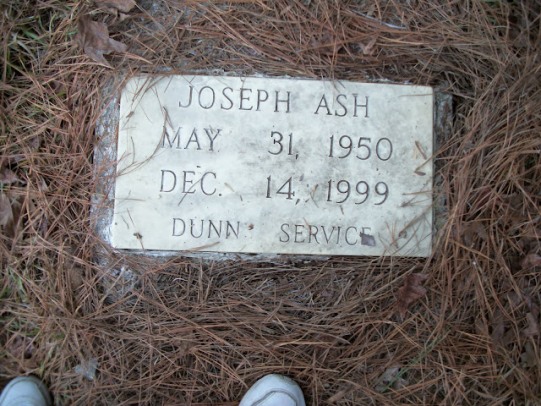 JOSEPH ASH
MAY 31, 1950
DEC. 14, 1999
DUNN SERVICE